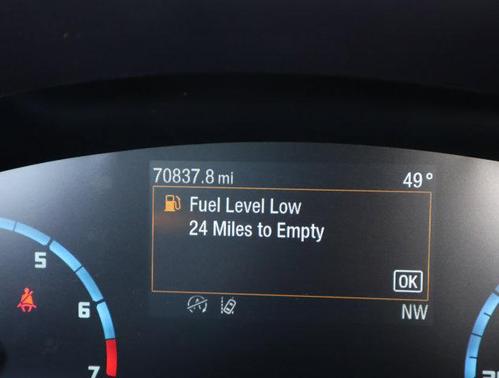 70837.8 mi 49°
Fuel Level Low
24 Miles to Empty
OK
NW
5
6
7